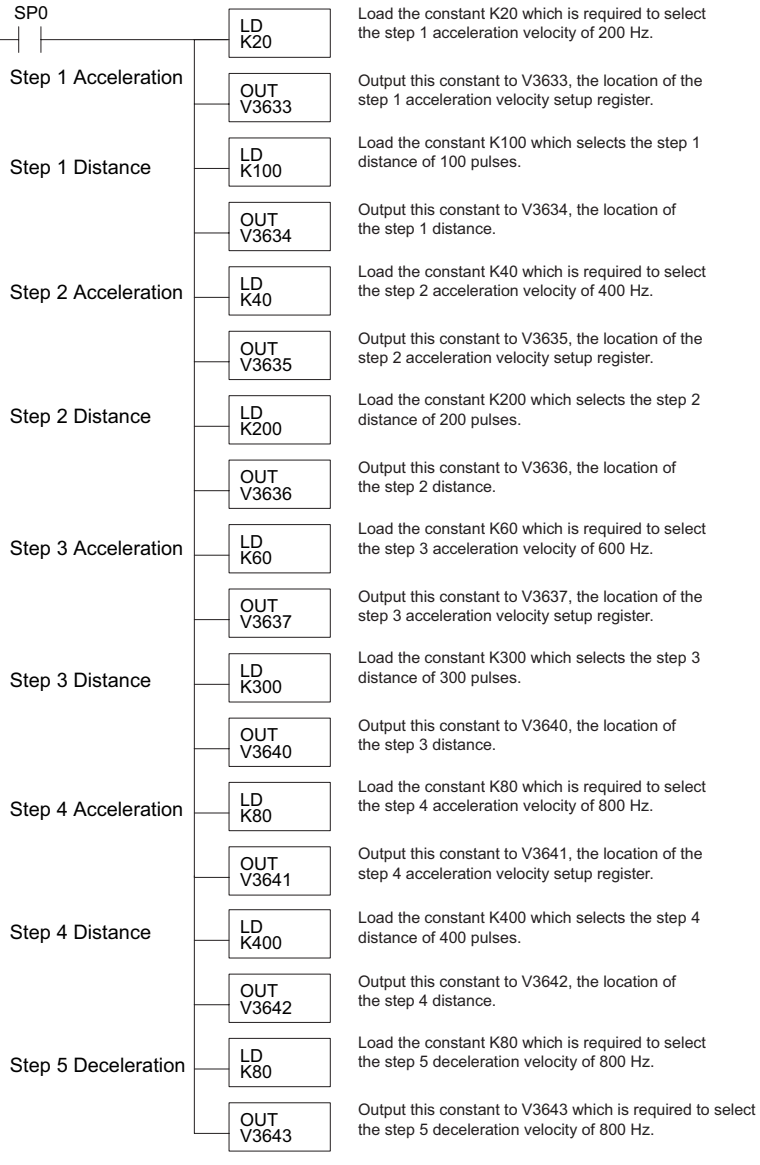 SP0
LD
K20
Load the constant K20 which is required to select
the step 1 acceleration velocity of 200 Hz.
Step 1 Acceleration
OUT
V3633
Output this constant to V3633, the location of the
step 1 acceleration velocity setup register.
Step 1 Distance
LD
K100
Load the constant K100 which selects the step 1
distance of 100 pulses.
OUT
V3634
Output this constant to V3634, the location of
the step 1 distance.
Step 2 Acceleration
LD
K40
Load the constant K40 which is required to select
the step 2 acceleration velocity of 400 Hz.
OUT
V3635
Output this constant to V3635, the location of the
step 2 acceleration velocity setup register.
Step 2 Distance
LD
K200
Load the constant K200 which selects the step 2
distance of 200 pulses.
OUT
V3636
Output this constant to V3636, the location of
the step 2 distance.
Step 3 Acceleration
LD
K60
Load the constant K60 which is required to select
the step 3 acceleration velocity of 600 Hz.
OUT
V3637
Output this constant to V3637, the location of the
step 3 acceleration velocity setup register.
Step 3 Distance
LD
K300
Load the constant K300 which selects the step 3
distance of 300 pulses.
OUT
V3640
Output this constant to V3640, the location of
the step 3 distance.
Step 4 Acceleration
LD
K80
Load the constant K80 which is required to select
the step 4 acceleration velocity of 800 Hz.
OUT
V3641
Output this constant to V3641, the location of the
step 4 acceleration velocity setup register.
Step 4 Distance
LD
K400
Load the constant K400 which selects the step 4
distance of 400 pulses.
OUT
V3642
Output this constant to V3642, the location of
the step 4 distance.
Step 5 Deceleration
LD
K80
Load the constant K80 which is required to select
the step 5 deceleration velocity of 800 Hz.
OUT
V3643
Output this constant to V3643 which is required to select
the step 5 deceleration velocity of 800 Hz.